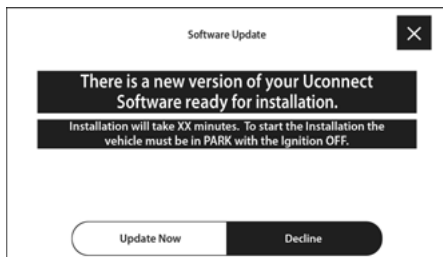 Software Update
There is a new version of your Uconnect
Software ready for installation.
Installation will take XX minutes. To start the Installation the
vehicle must be in PARK with the Ignition OFF.
Update Now
Decline